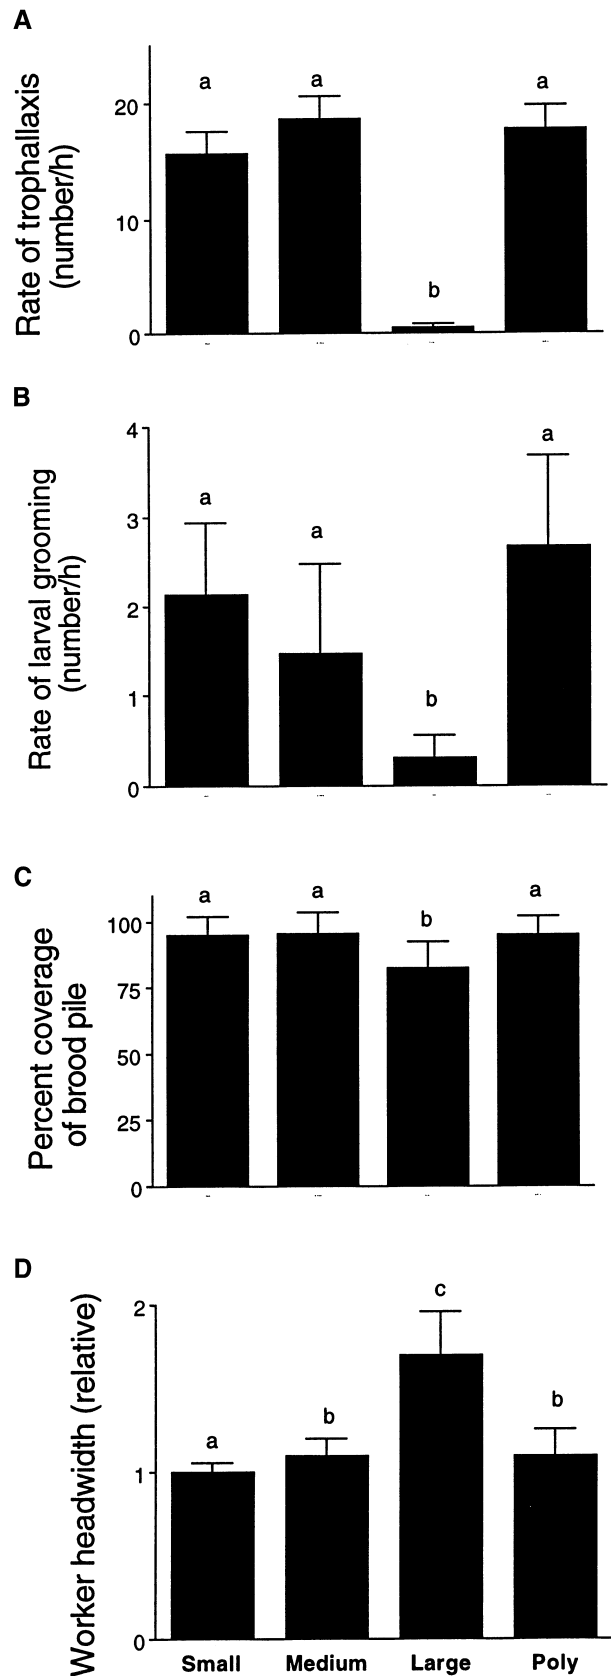 A
Rate of trophallaxis
(number/h)
20
10
0
a
a
b
a
B
Rate of larval grooming
(number/h)
4
3
2
1
0
a
a
b
a
C
Percent coverage
of brood pile
100
75
50
25
0
a
a
b
a
D
Worker headwidth (relative)
2
1
0
a
b
c
b
Small Medium Large Poly